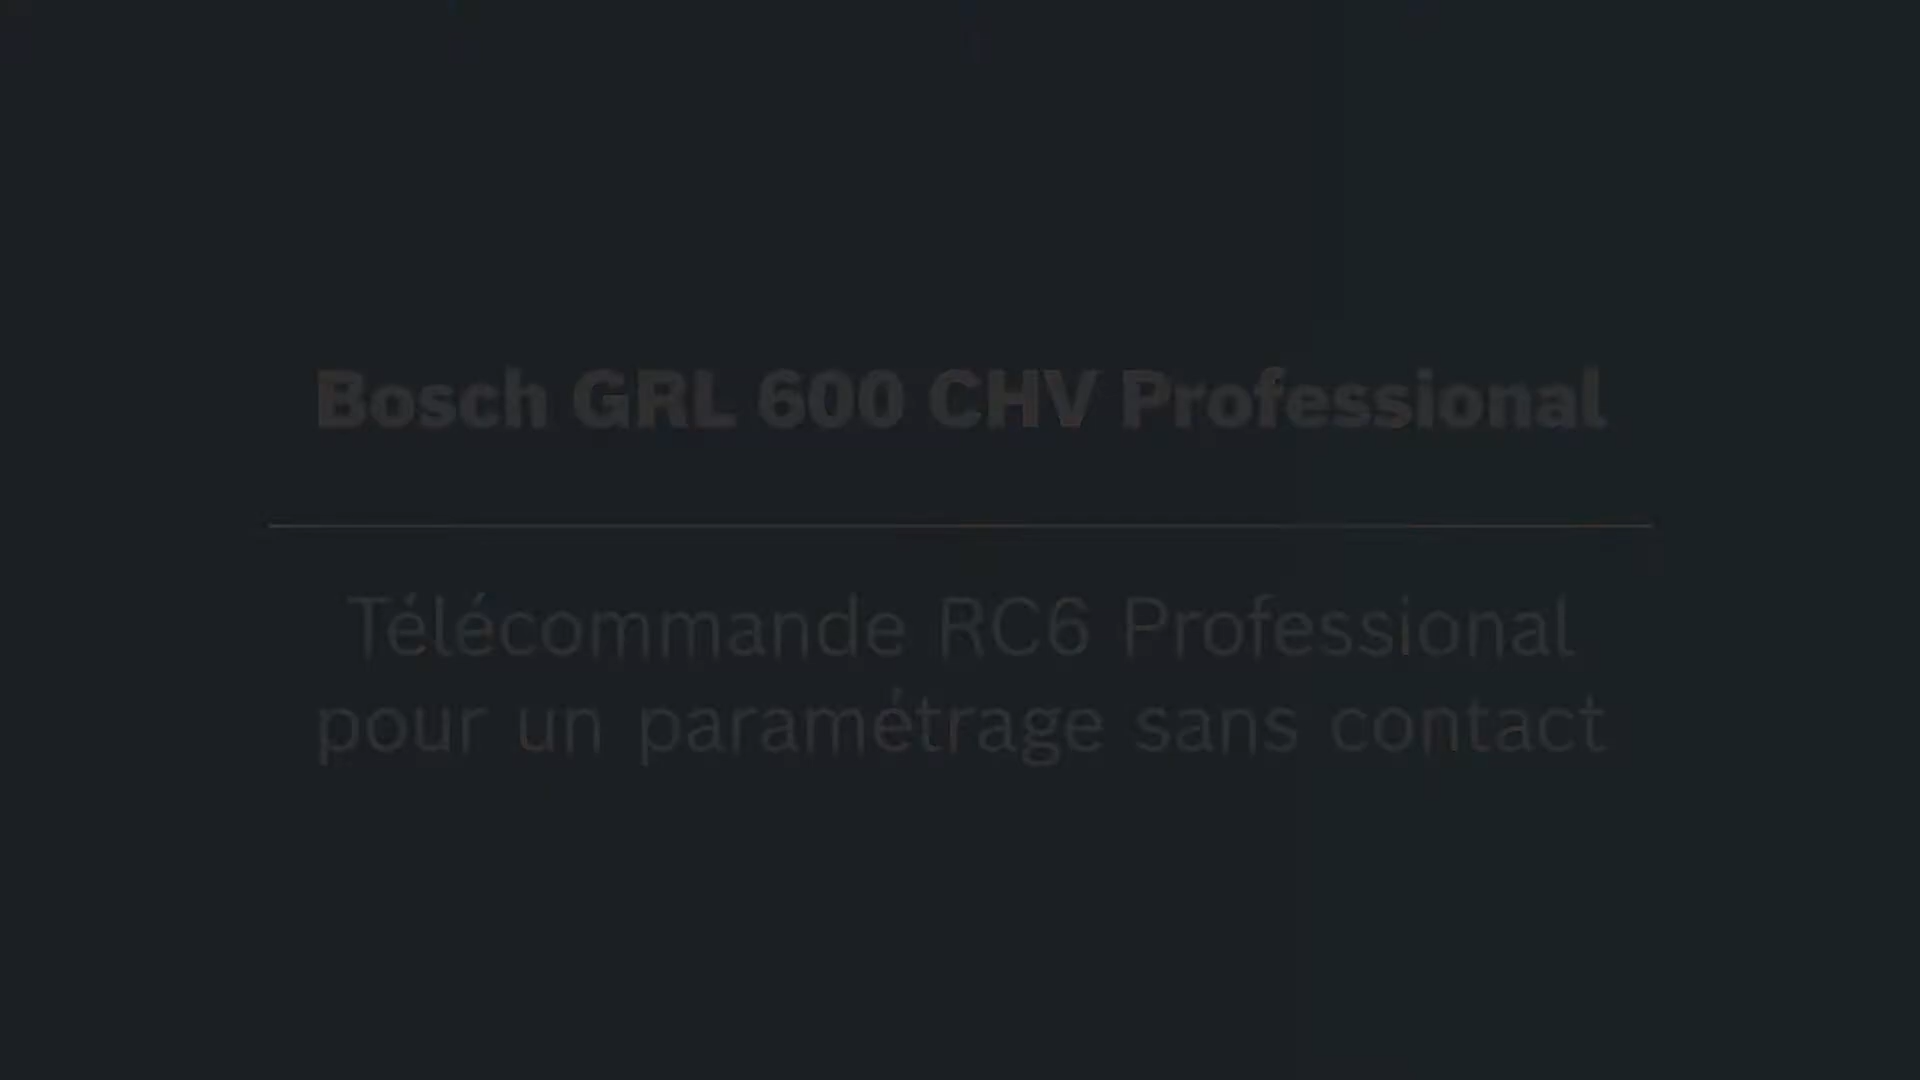 Bosch GRL 600 CHV Professional
Télécommande RC6 Professional
pour un paramétrage sans contact